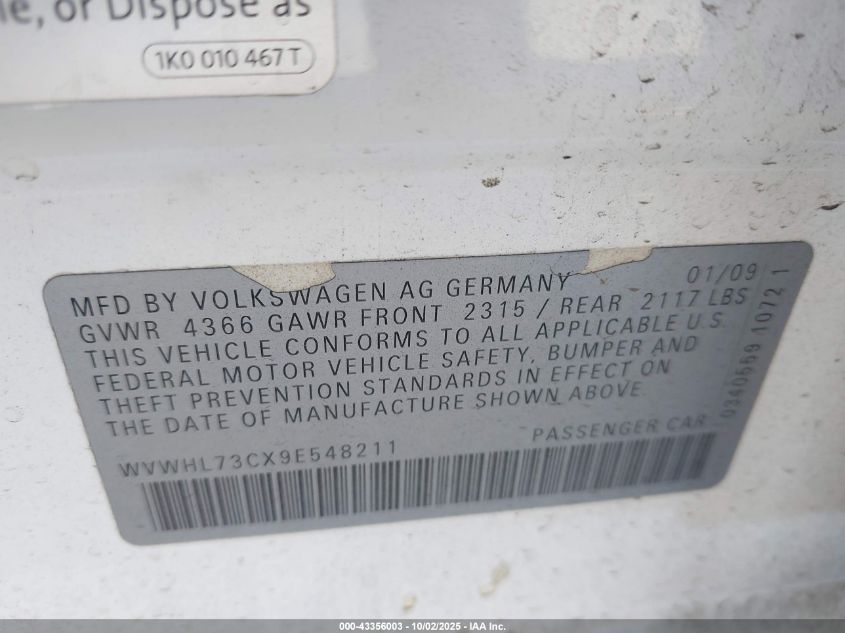 le, or Dispose as
1K0 010 467 T
MFD BY VOLKSWAGEN AG GERMANY 01/09
GVWR 4366 GAWR FRONT 2315 / REAR 2117 LBS
THIS VEHICLE CONFORMS TO ALL APPLICABLE U.S.
FEDERAL MOTOR VEHICLE SAFETY, BUMPER AND
THEFT PREVENTION STANDARDS IN EFFECT ON
THE DATE OF MANUFACTURE SHOWN ABOVE
WVWHL73CX9E548211 PASSENGER CAR
0340559 10721
000-43356003 - 10/02/2025 - IAA Inc.